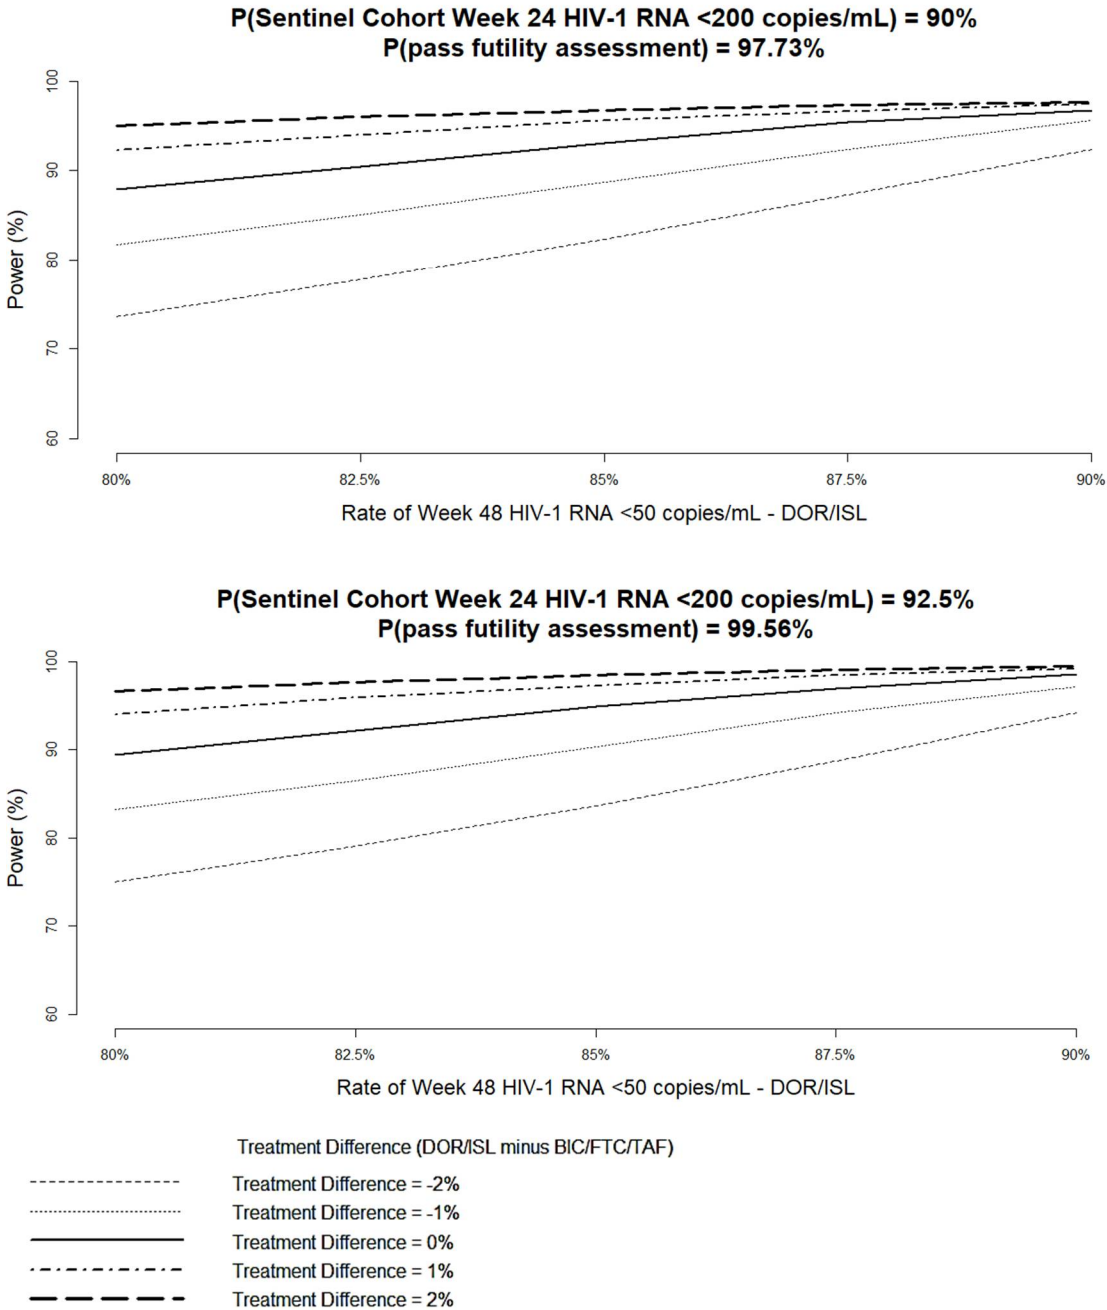 P(Sentinel Cohort Week 24 HIV-1 RNA <200 copies/mL) = 90%
P(pass futility assessment) = 97.73%
100
90
80
70
60
Power (%)
80%
82.5%
85%
87.5%
90%
Rate of Week 48 HIV-1 RNA <50 copies/mL - DOR/ISL
P(Sentinel Cohort Week 24 HIV-1 RNA <200 copies/mL) = 92.5%
P(pass futility assessment) = 99.56%
100
90
80
70
60
Power (%)
80%
82.5%
85%
87.5%
90%
Rate of Week 48 HIV-1 RNA <50 copies/mL - DOR/ISL
Treatment Difference (DOR/ISL minus BIC/FTC/TAF)
Treatment Difference = -2%
Treatment Difference = -1%
Treatment Difference = 0%
Treatment Difference = 1%
Treatment Difference = 2%